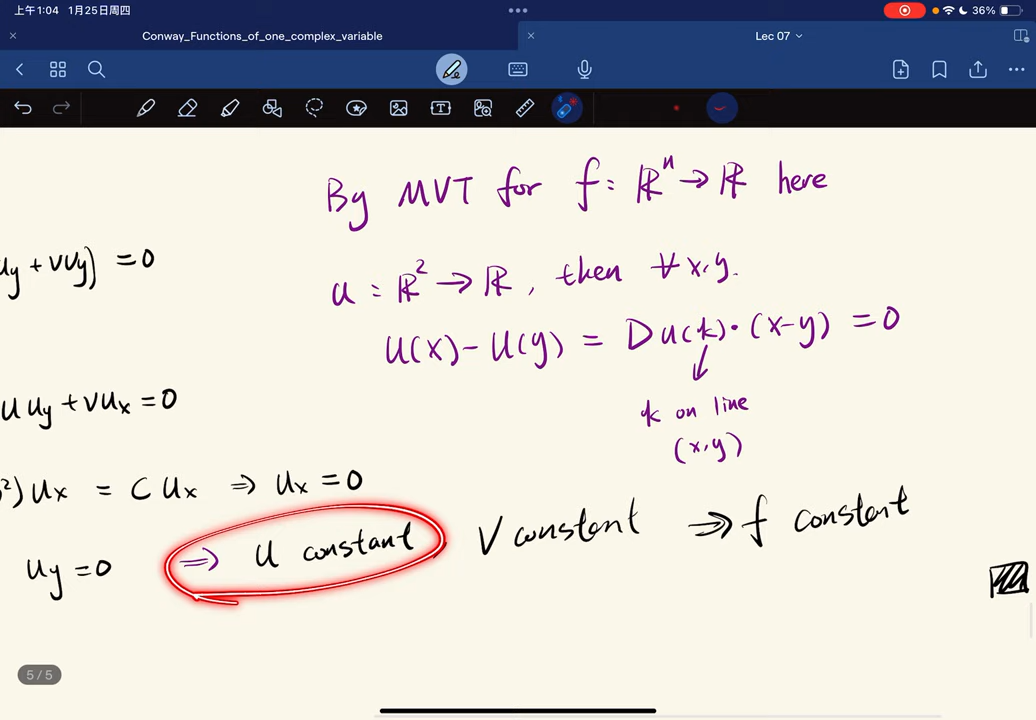 上午1:04 1月25日周四
36%
Conway_Functions_of_one_complex_variable
Lec 07
By MVT for f: ℝⁿ → ℝ here
Uy + VVy) = 0
u: ℝ² → ℝ, then ∀ x,y.
U(x) - U(y) = Du(k)·(x-y) = 0
k on line
(x,y)
U Uy + V Ux = 0
²) Ux = C Ux ⇒ Ux = 0
Uy = 0 ⇒ U constant V constant ⇒ f constant
5/5